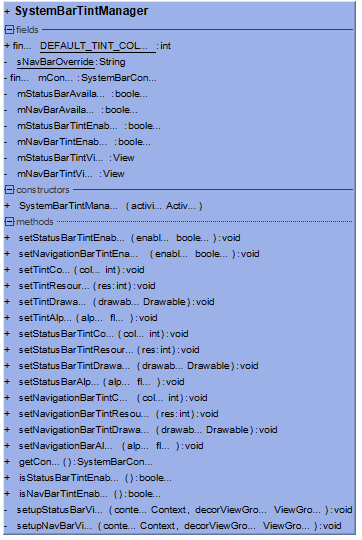 + SystemBarTintManager
fields
+ fin... DEFAULT_TINT_COL... : int
- sNavBarOverride : String
- fin... mCon... : SystemBarCon...
- mStatusBarAvaila... : boole...
- mNavBarAvaila... : boole...
- mStatusBarTintEnab... : boole...
- mNavBarTintEnab... : boole...
- mStatusBarTintVi... : View
- mNavBarTintVi... : View
constructors
+ SystemBarTintMana... ( activi... Activ... )
methods
+ setStatusBarTintEnab... ( enabl... boole... ) : void
+ setNavigationBarTintEna... ( enabl... boole... ) : void
+ setTintCo... ( col... int ) : void
+ setTintResour... ( res: int ) : void
+ setTintDrawa... ( drawab... Drawable ) : void
+ setTintAlp... ( alp... fl... ) : void
+ setStatusBarTintCo... ( col... int ) : void
+ setStatusBarTintResour... ( res: int ) : void
+ setStatusBarTintDrawa... ( drawab... Drawable ) : void
+ setStatusBarAlp... ( alp... fl... ) : void
+ setNavigationBarTintC... ( col... int ) : void
+ setNavigationBarTintResou... ( res: int ) : void
+ setNavigationBarTintDrawa... ( drawab... Drawable ) : void
+ setNavigationBarAl... ( alp... fl... ) : void
+ getCon... ( ) : SystemBarCon...
+ isStatusBarTintEnab... ( ) : boole...
+ isNavBarTintEnab... ( ) : boole...
- setupStatusBarVi... ( conte... Context, decorViewGro... ViewGro... ) : void
- setupNavBarVi... ( conte... Context, decorViewGro... ViewGro... ) : void